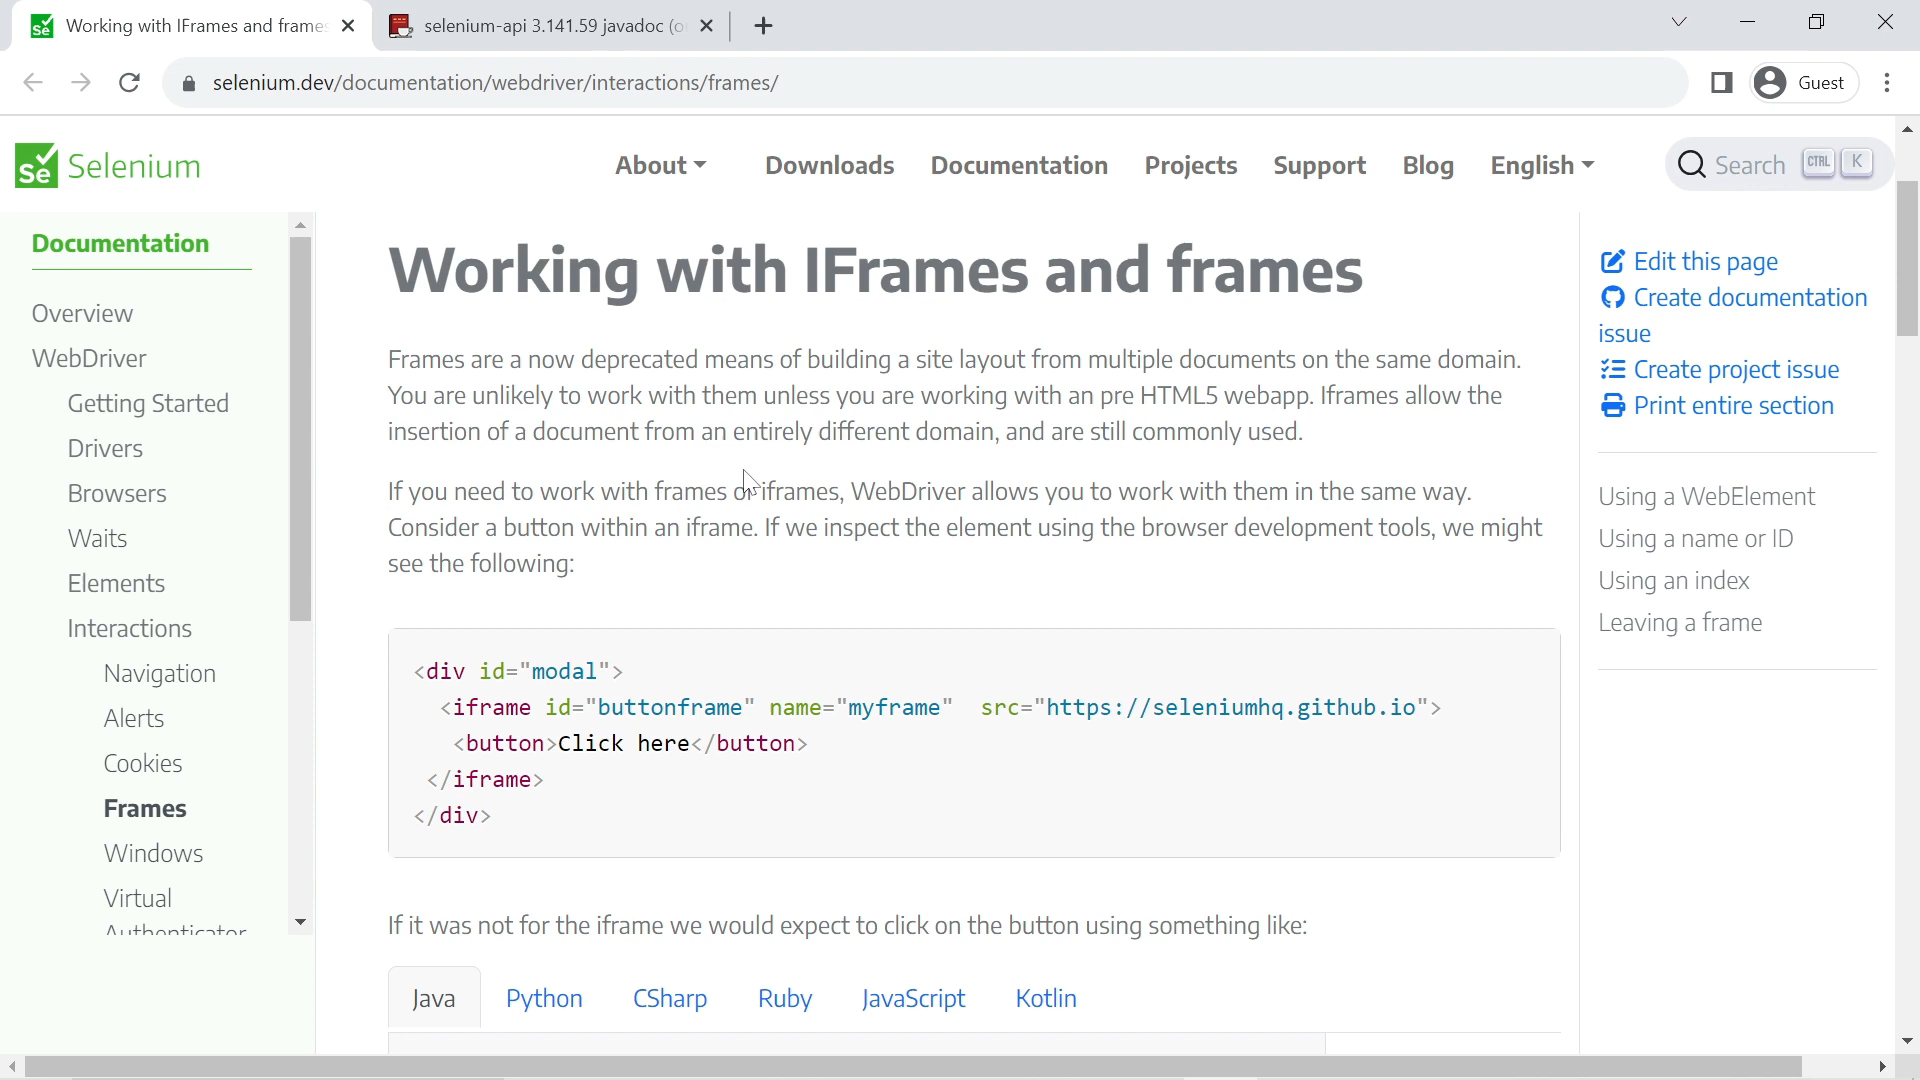 Working with IFrames and frame
selenium-api 3.141.59 javadoc (o
selenium.dev/documentation/webdriver/interactions/frames/
Guest
Se Selenium
About
Downloads
Documentation
Projects
Support
Blog
English
Search CTRL K
Documentation
Overview
WebDriver
Getting Started
Drivers
Browsers
Waits
Elements
Interactions
Navigation
Alerts
Cookies
Frames
Windows
Virtual
Authenticator
Working with IFrames and frames
Frames are a now deprecated means of building a site layout from multiple documents on the same domain.
You are unlikely to work with them unless you are working with an pre HTML5 webapp. Iframes allow the
insertion of a document from an entirely different domain, and are still commonly used.
If you need to work with frames or iframes, WebDriver allows you to work with them in the same way.
Consider a button within an iframe. If we inspect the element using the browser development tools, we might
see the following:
<div id="modal">
<iframe id="buttonframe" name="myframe"  src="https://seleniumhq.github.io">
<button>Click here</button>
</iframe>
</div>
If it was not for the iframe we would expect to click on the button using something like:
Java
Python
CSharp
Ruby
JavaScript
Kotlin
Edit this page
Create documentation
issue
Create project issue
Print entire section
Using a WebElement
Using a name or ID
Using an index
Leaving a frame